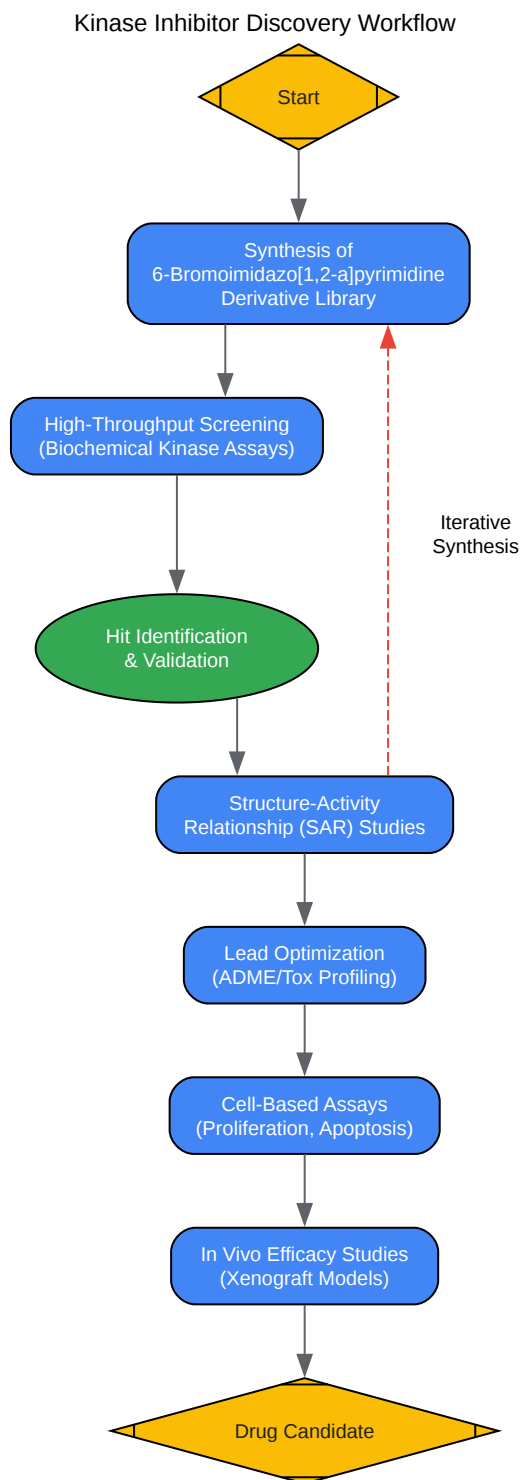 Kinase Inhibitor Discovery Workflow
Start
Synthesis of
6-Bromoimidazo[1,2-a]pyrimidine
Derivative Library
High-Throughput Screening
(Biochemical Kinase Assays)
Iterative
Synthesis
Hit Identification
& Validation
Structure-Activity
Relationship (SAR) Studies
Lead Optimization
(ADME/Tox Profiling)
Cell-Based Assays
(Proliferation, Apoptosis)
In Vivo Efficacy Studies
(Xenograft Models)
Drug Candidate